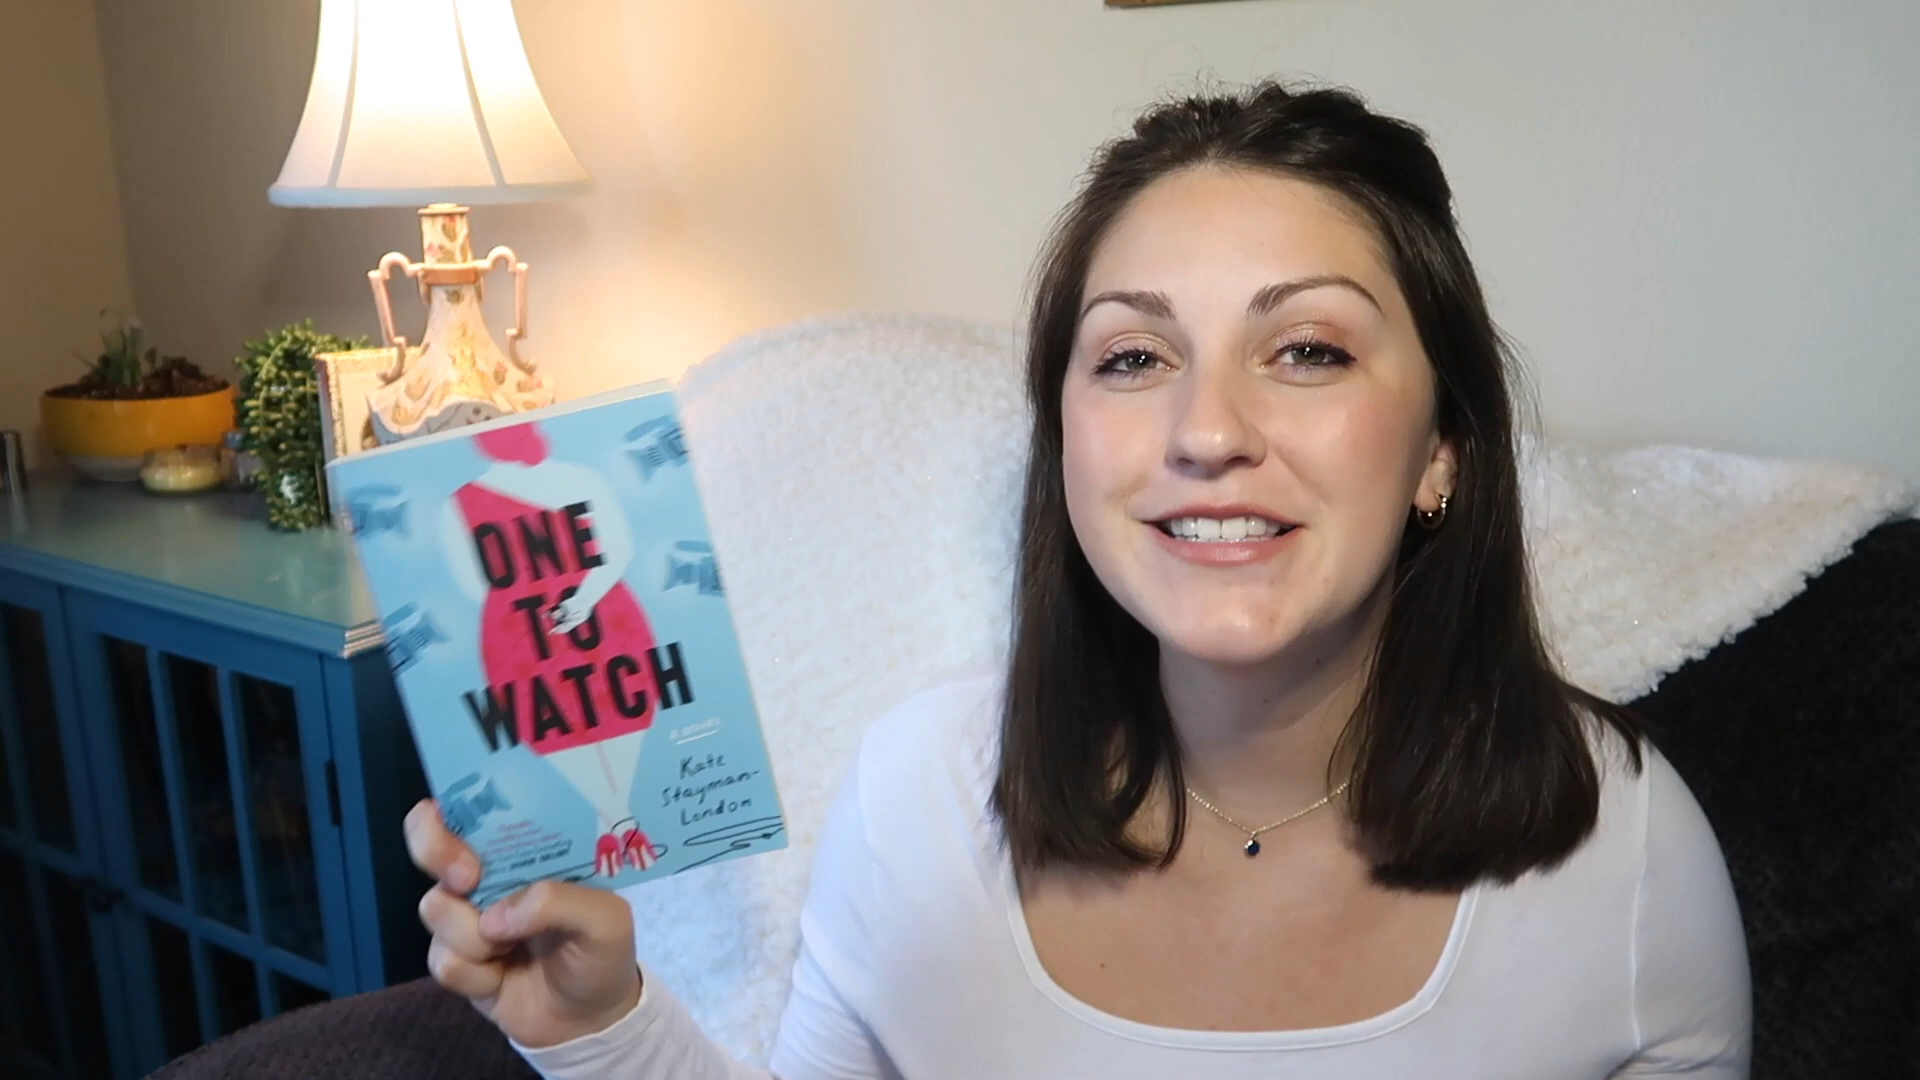 ONE
TO
WATCH
A NOVEL
Kate
Stayman-
London